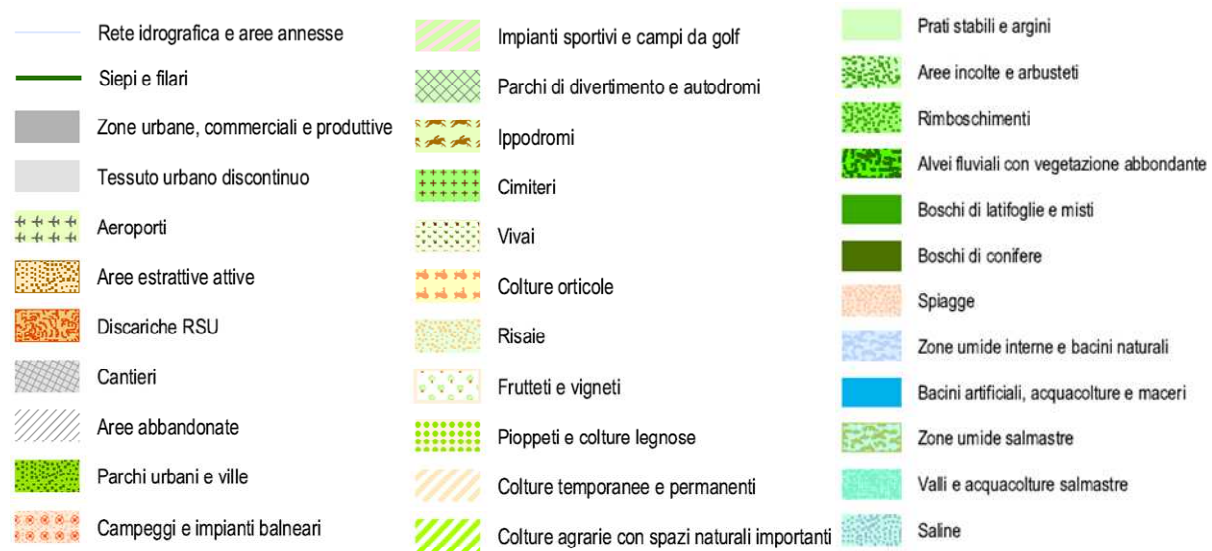 Rete idrografica e aree annesse
Siepi e filari
Zone urbane, commerciali e produttive
Tessuto urbano discontinuo
Aeroporti
Aree estrattive attive
Discariche RSU
Cantieri
Aree abbandonate
Parchi urbani e ville
Campeggi e impianti balneari
Impianti sportivi e campi da golf
Parchi di divertimento e autodromi
Ippodromi
Cimiteri
Vivai
Colture orticole
Risaie
Frutteti e vigneti
Pioppeti e colture legnose
Colture temporanee e permanenti
Colture agrarie con spazi naturali importanti
Prati stabili e argini
Aree incolte e arbusteti
Rimboschimenti
Alvei fluviali con vegetazione abbondante
Boschi di latifoglie e misti
Boschi di conifere
Spiagge
Zone umide interne e bacini naturali
Bacini artificiali, acquacolture e maceri
Zone umide salmastre
Valli e acquacolture salmastre
Saline